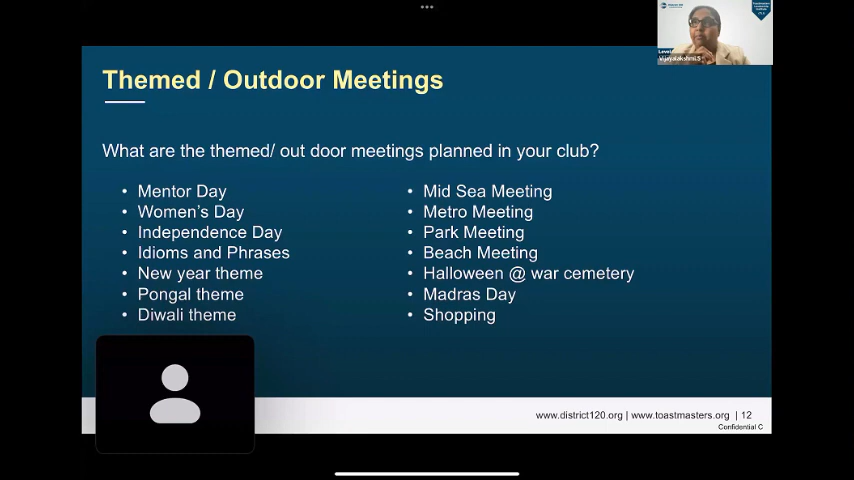 Themed / Outdoor Meetings
What are the themed/ out door meetings planned in your club?
• Mentor Day
• Women's Day
• Independence Day
• Idioms and Phrases
• New year theme
• Pongal theme
• Diwali theme
• Mid Sea Meeting
• Metro Meeting
• Park Meeting
• Beach Meeting
• Halloween @ war cemetery
• Madras Day
• Shopping
www.district120.org | www.toastmasters.org | 12
Confidential C
Vijayalakshmi.S